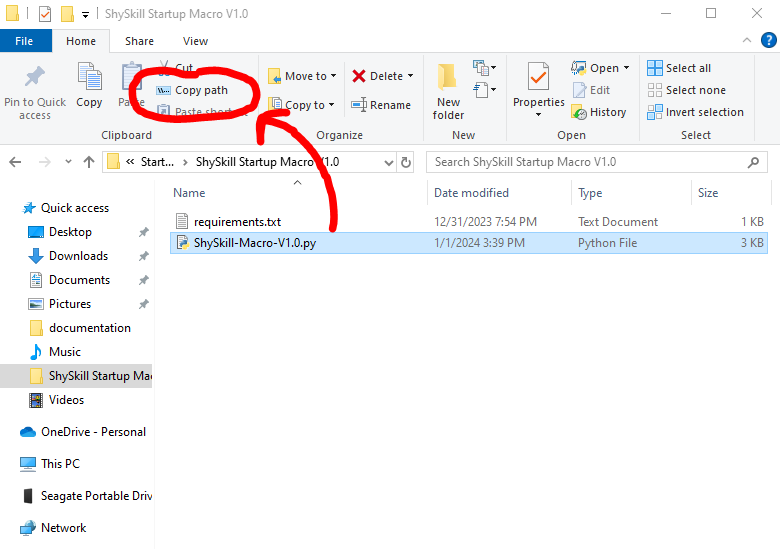 ShySkill Startup Macro V1.0
File Home Share View
Pin to Quick access
Copy
Paste
Cut
Copy path
Paste
Clipboard
Move to
Copy to
Delete
Rename
Organize
New folder
New
Properties
Open
Edit
History
Open
Select all
Select none
Invert selection
Select
« Start... > ShySkill Startup Macro V1.0
Search ShySkill Startup Macro V1.0
Name Date modified Type Size
requirements.txt 12/31/2023 7:54 PM Text Document 1 KB
ShySkill-Macro-V1.0.py 1/1/2024 3:39 PM Python File 3 KB
Quick access
Desktop
Downloads
Documents
Pictures
documentation
Music
ShySkill Startup Mac
Videos
OneDrive - Personal
This PC
Seagate Portable Driv
Network